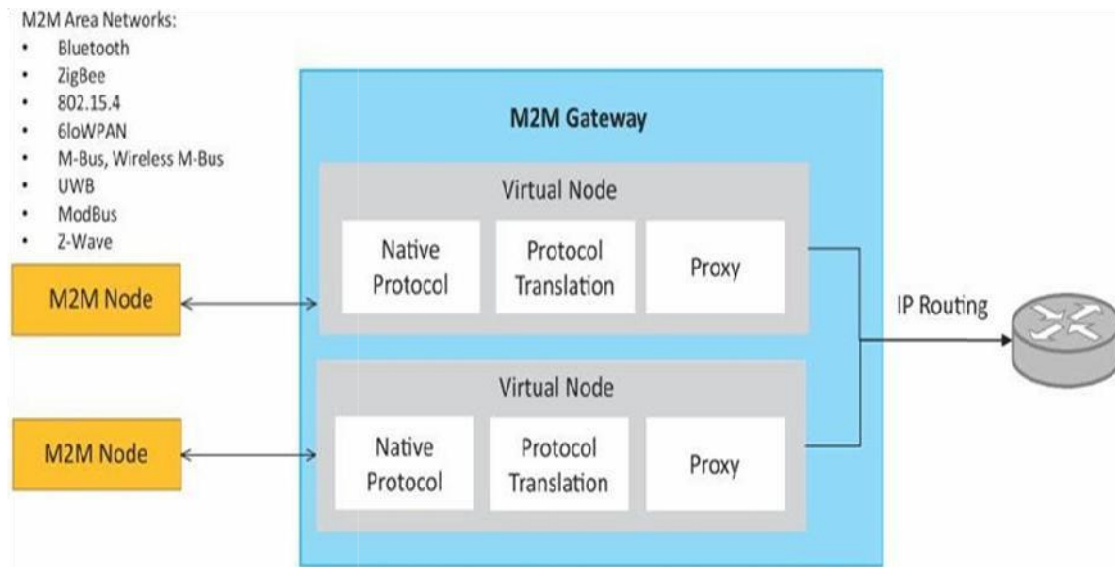 M2M Area Networks:
• Bluetooth
• ZigBee
• 802.15.4
• 6loWPAN
• M-Bus, Wireless M-Bus
• UWB
• ModBus
• Z-Wave
M2M Node
M2M Node
M2M Gateway
Virtual Node
Native
Protocol
Protocol
Translation
Proxy
Virtual Node
Native
Protocol
Protocol
Translation
Proxy
IP Routing